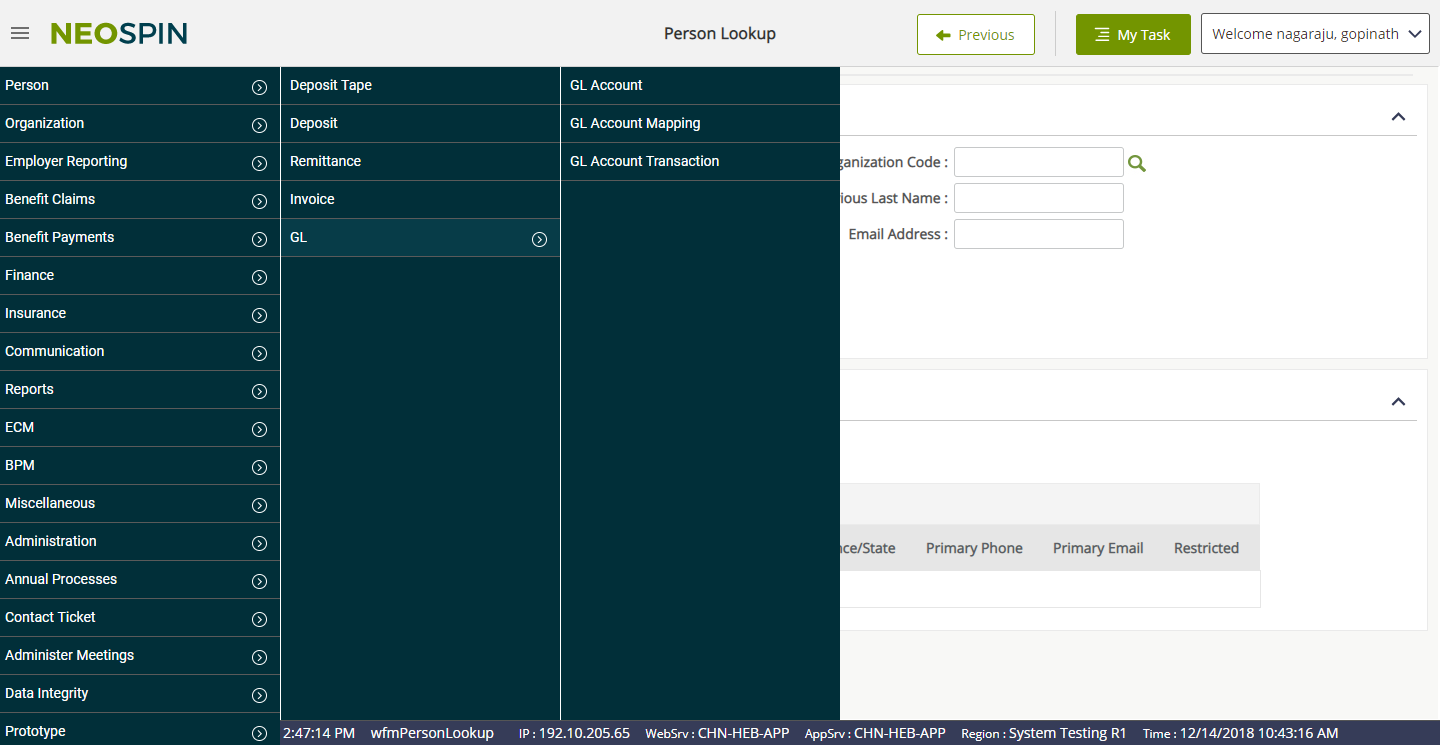 NEOSPIN
Person Lookup
Previous
My Task
Welcome nagaraju, gopinath
Person
Organization
Employer Reporting
Benefit Claims
Benefit Payments
Finance
Insurance
Communication
Reports
ECM
BPM
Miscellaneous
Administration
Annual Processes
Contact Ticket
Administer Meetings
Data Integrity
Prototype
Deposit Tape
Deposit
Remittance
Invoice
GL
GL Account
GL Account Mapping
GL Account Transaction
ganization Code :
ious Last Name :
Email Address :
nce/State Primary Phone Primary Email Restricted
2:47:14 PM wfmPersonLookup IP : 192.10.205.65 WebSrv : CHN-HEB-APP AppSrv : CHN-HEB-APP Region : System Testing R1 Time : 12/14/2018 10:43:16 AM